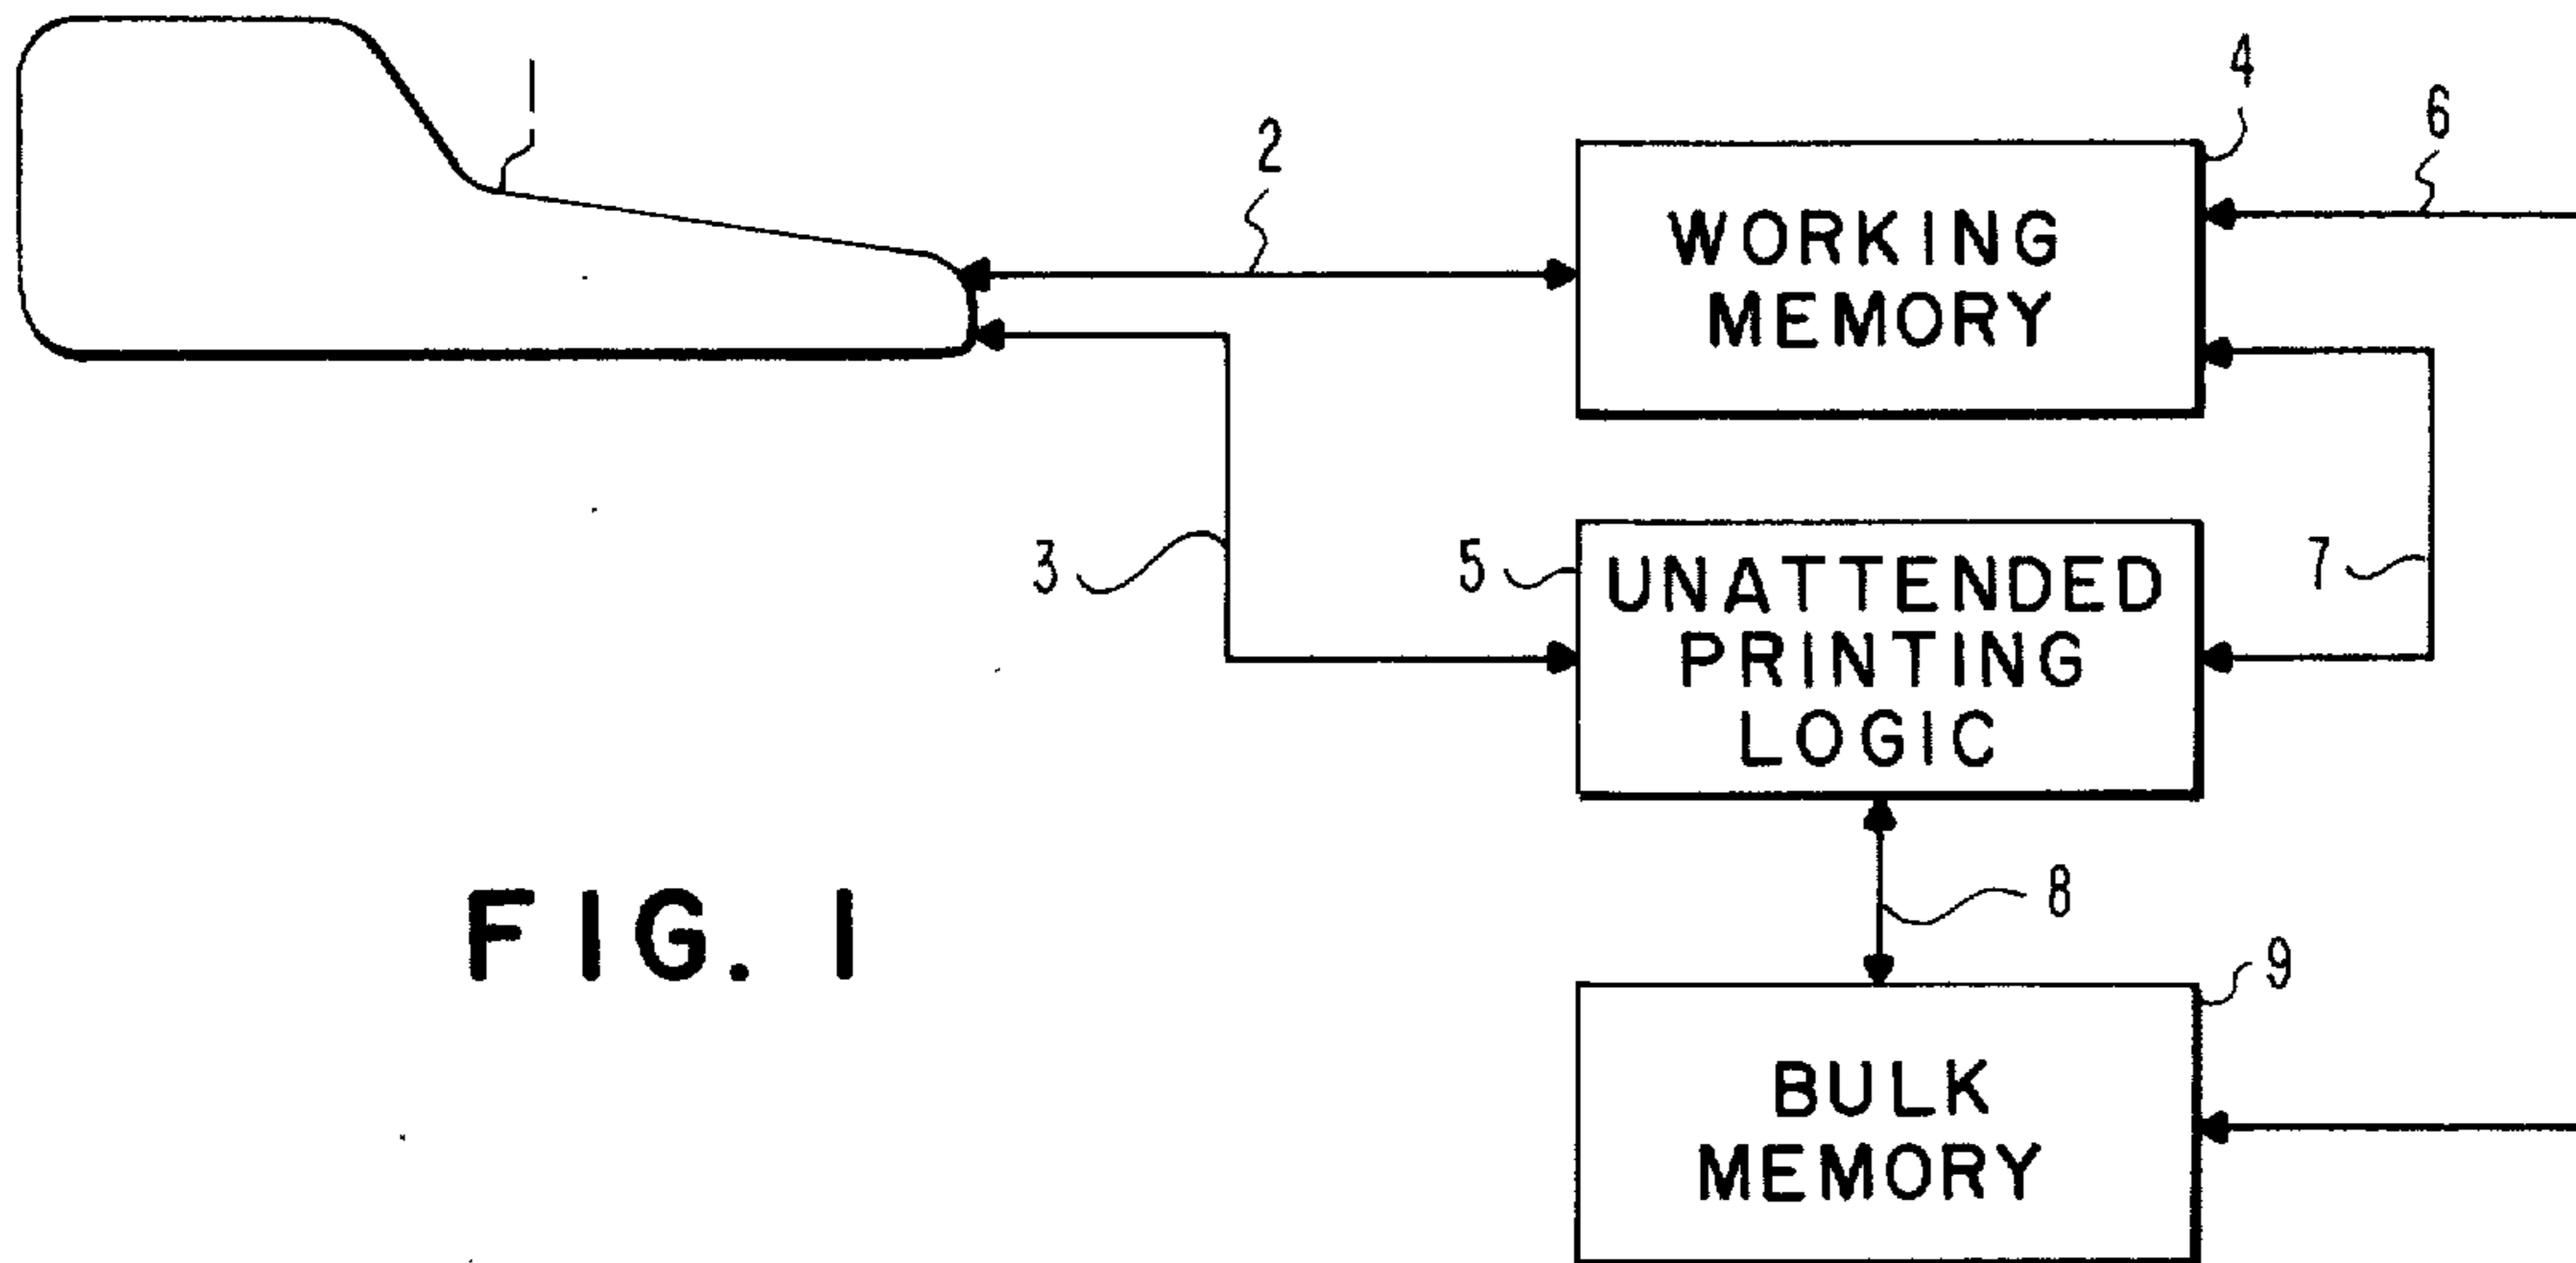 1
2
4
6
WORKING
MEMORY
3
5
UNATTENDED
PRINTING
LOGIC
7
8
FIG. 1
9
BULK
MEMORY